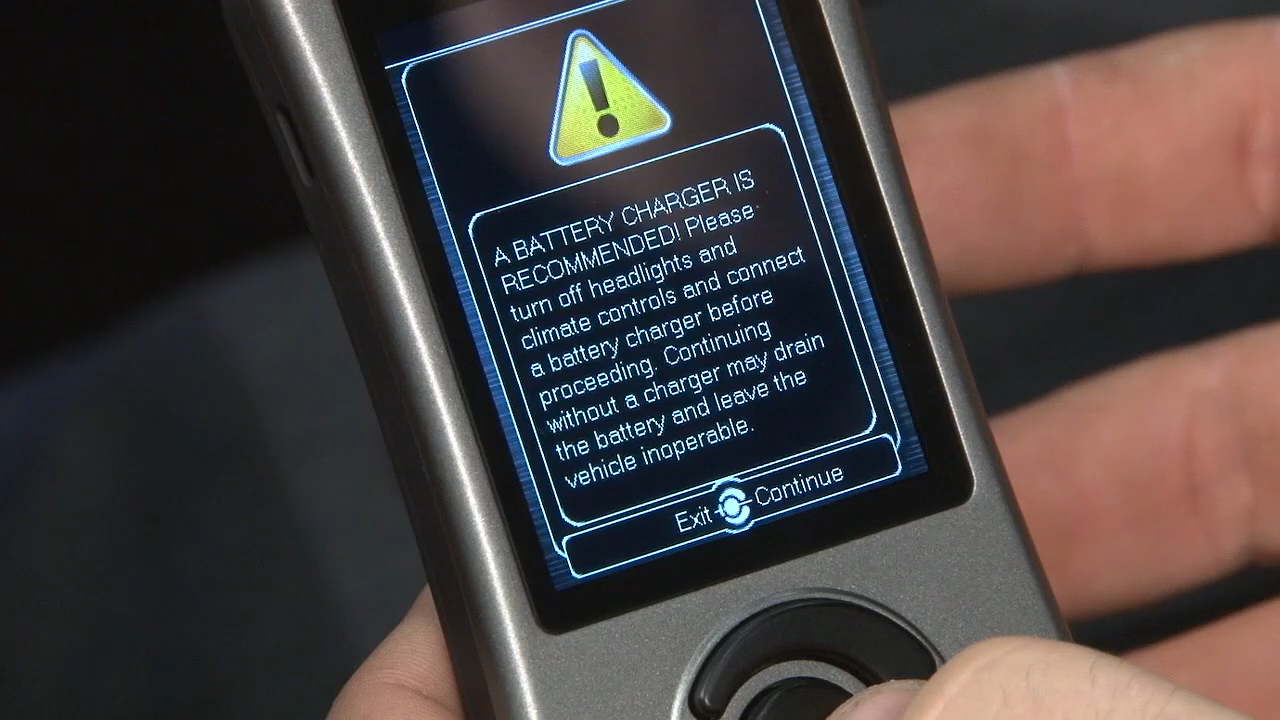 A BATTERY CHARGER IS
RECOMMENDED! Please
turn off headlights and
climate controls and connect
a battery charger before
proceeding. Continuing
without a charger may drain
the battery and leave the
vehicle inoperable.
Exit Continue